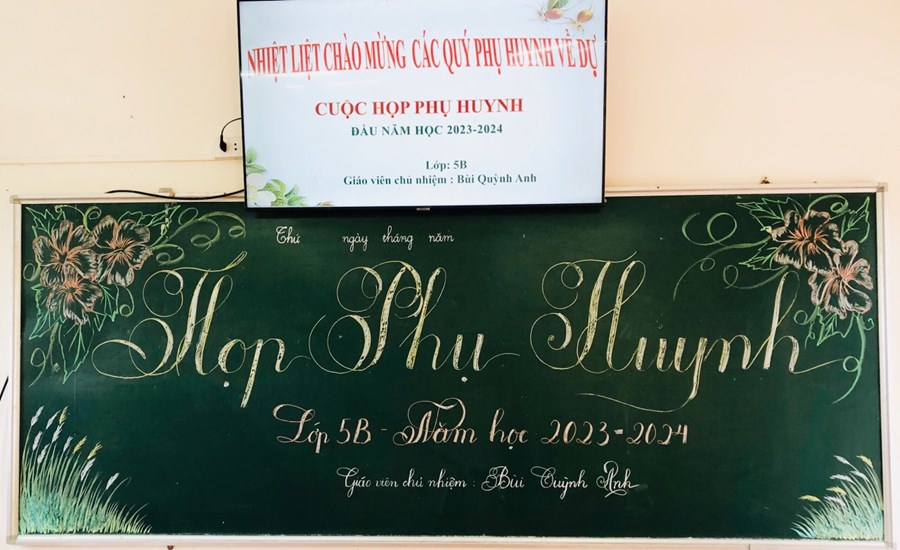 NHIỆT LIỆT CHÀO MỪNG CÁC QUÝ PHỤ HUYNH VỀ DỰ
CUỘC HỌP PHỤ HUYNH
ĐẦU NĂM HỌC 2023-2024
Lớp: 5B
Giáo viên chủ nhiệm : Bùi Quỳnh Anh
Thứ ngày tháng năm
Họp Phụ Huynh
Lớp 5B - Năm học 2023-2024
Giáo viên chủ nhiệm : Bùi Quỳnh Anh